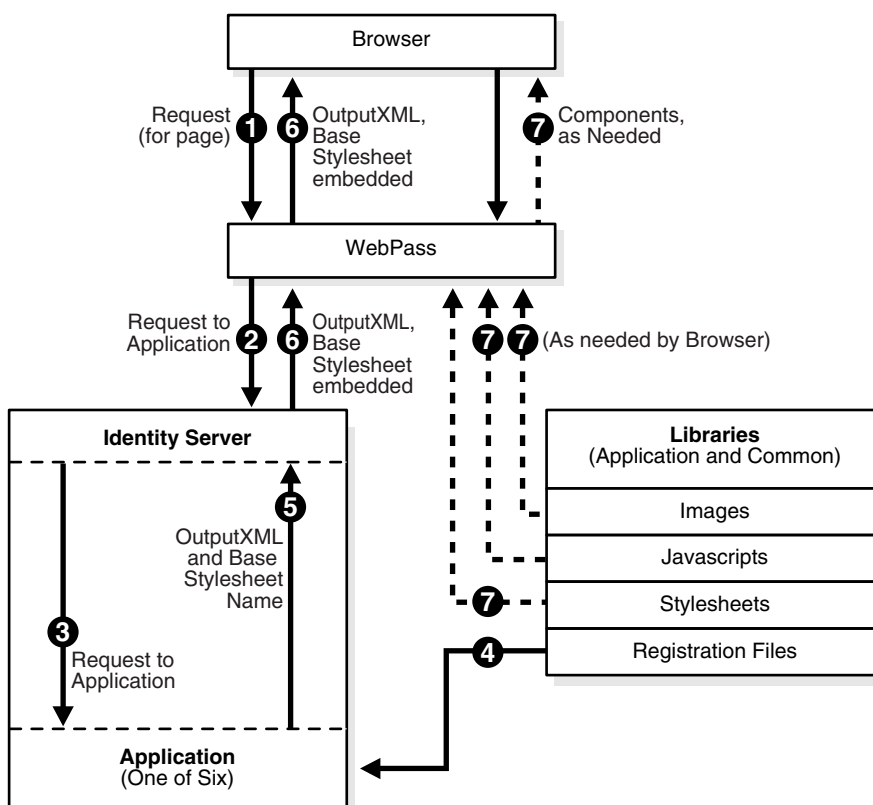 Browser
Request
(for page)
1
6
OutputXML,
Base
Stylesheet
embedded
7
Components,
as Needed
WebPass
Request to
Application
2
6
OutputXML,
Base
Stylesheet
embedded
7
7
(As needed by Browser)
Identity Server
Libraries
(Application and Common)
Images
Javascripts
Stylesheets
Registration Files
5
OutputXML
and Base
Stylesheet
Name
7
3
Request to
Application
4
Application
(One of Six)